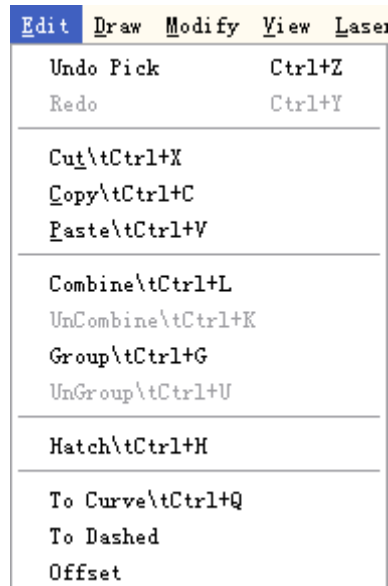 Edit Draw Modify View Laser
Undo Pick Ctrl+Z
Redo Ctrl+Y
Cut\tCtrl+X
Copy\tCtrl+C
Paste\tCtrl+V
Combine\tCtrl+L
UnCombine\tCtrl+K
Group\tCtrl+G
UnGroup\tCtrl+U
Hatch\tCtrl+H
To Curve\tCtrl+Q
To Dashed
Offset